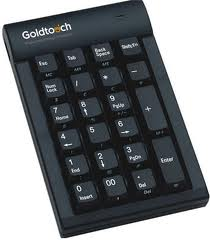 Goldtouch
Esc Tab Back Space Shift/Fn
Num Lock / * -
7 Home 8 9 PgUp +
4 5 6
1 End 2 3 PgDn Enter
0 Insert 00 . Del